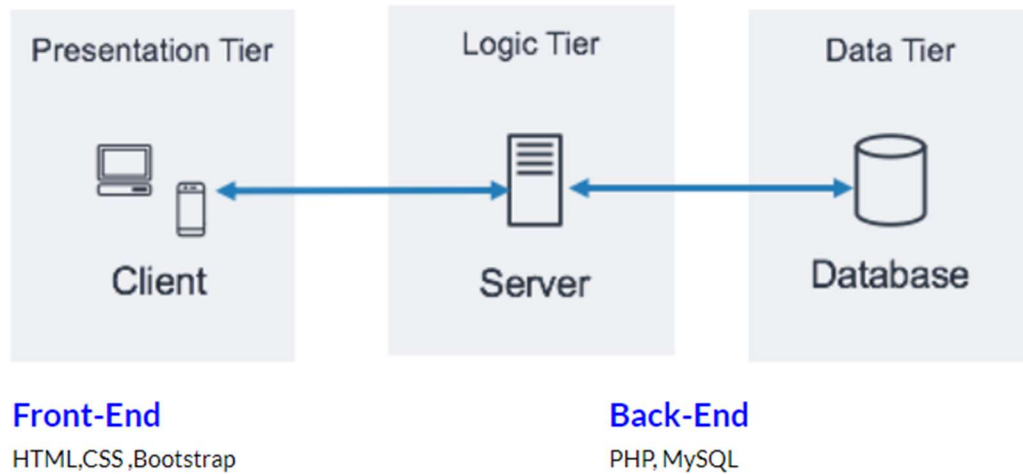 Presentation Tier
Logic Tier
Data Tier
Client
Server
Database
Front-End
Back-End
HTML,CSS ,Bootstrap
PHP, MySQL